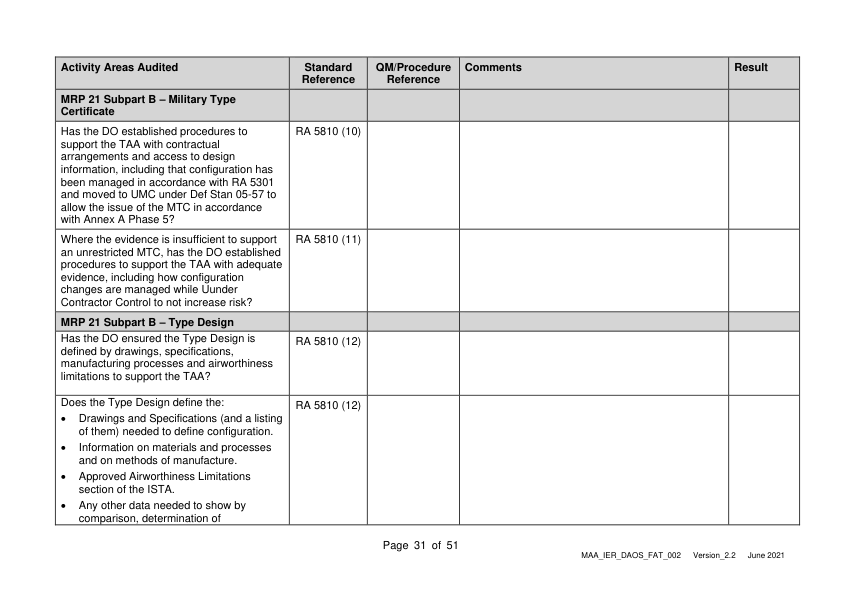 Activity Areas Audited
Standard
Reference
QM/Procedure
Reference
Comments
Result
MRP 21 Subpart B – Military Type
Certificate
Has the DO established procedures to
support the TAA with contractual
arrangements and access to design
information, including that configuration has
been managed in accordance with RA 5301
and moved to UMC under Def Stan 05-57 to
allow the issue of the MTC in accordance
with Annex A Phase 5?
RA 5810 (10)
Where the evidence is insufficient to support
an unrestricted MTC, has the DO established
procedures to support the TAA with adequate
evidence, including how configuration
changes are managed while Uunder
Contractor Control to not increase risk?
RA 5810 (11)
MRP 21 Subpart B – Type Design
Has the DO ensured the Type Design is
defined by drawings, specifications,
manufacturing processes and airworthiness
limitations to support the TAA?
RA 5810 (12)
Does the Type Design define the:
• Drawings and Specifications (and a listing
of them) needed to define configuration.
• Information on materials and processes
and on methods of manufacture.
• Approved Airworthiness Limitations
section of the ISTA.
• Any other data needed to show by
comparison, determination of
RA 5810 (12)
Page 31 of 51
MAA_IER_DAOS_FAT_002 Version_2.2 June 2021